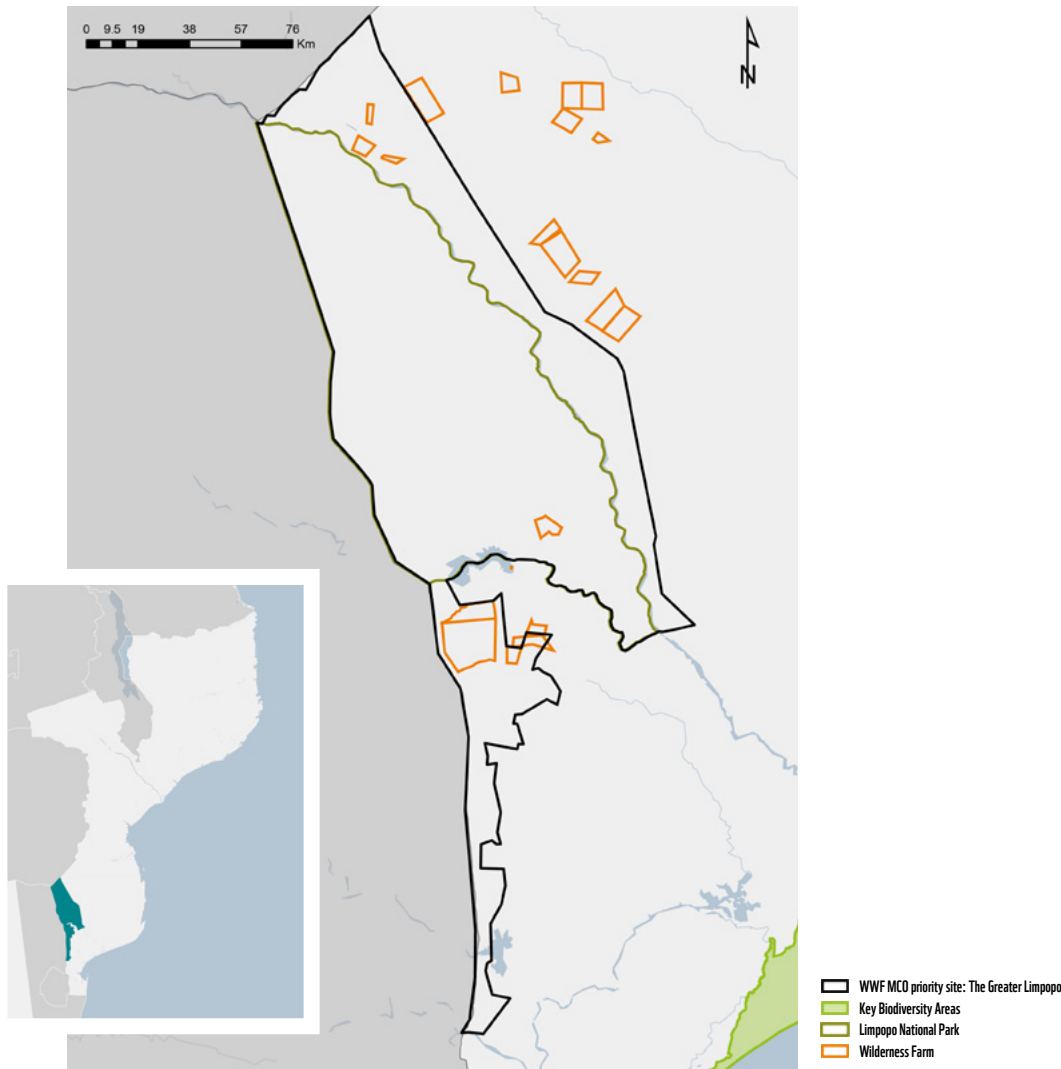 0 9.5 19 38 57 76
Km
N
WWF MCO priority site: The Greater Limpopo
Key Biodiversity Areas
Limpopo National Park
Wilderness Farm